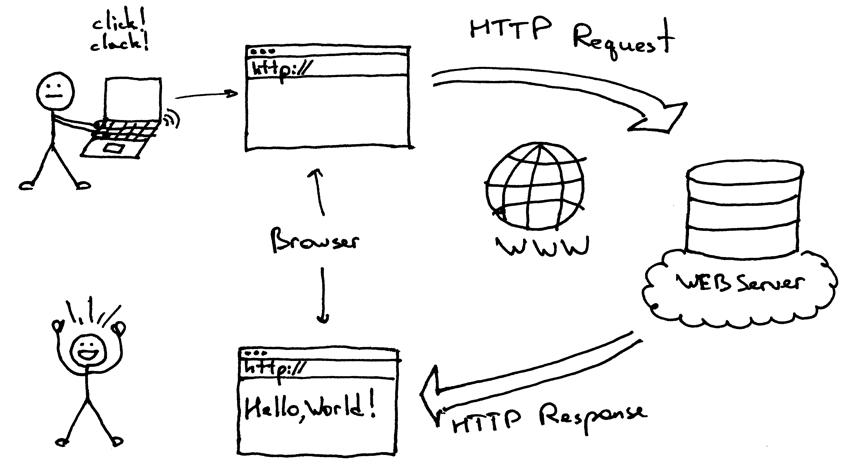 click!
clack!
HTTP Request
http://
WWW
Browser
WEB Server
http://
Hello, World!
HTTP Response